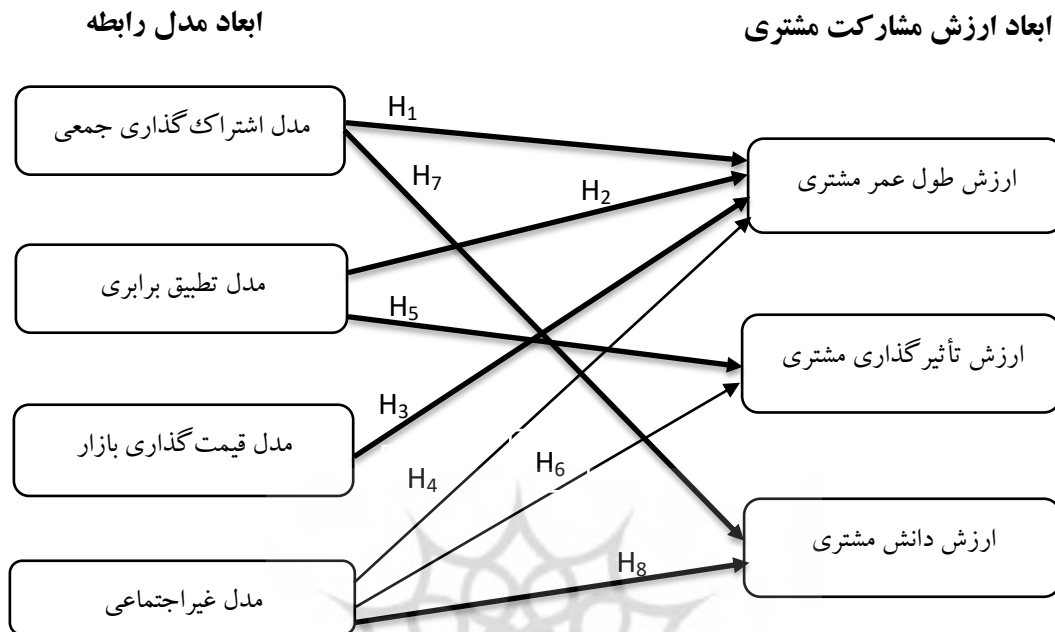 ابعاد مدل رابطه
ابعاد ارزش مشارکت مشتری
مدل اشتراک‌گذاری جمعی
H1
ارزش طول عمر مشتری
H7
H2
مدل تطبیق برابری
H5
ارزش تأثیرگذاری مشتری
H3
مدل قیمت‌گذاری بازار
H4
H6
ارزش دانش مشتری
H8
مدل غیراجتماعی